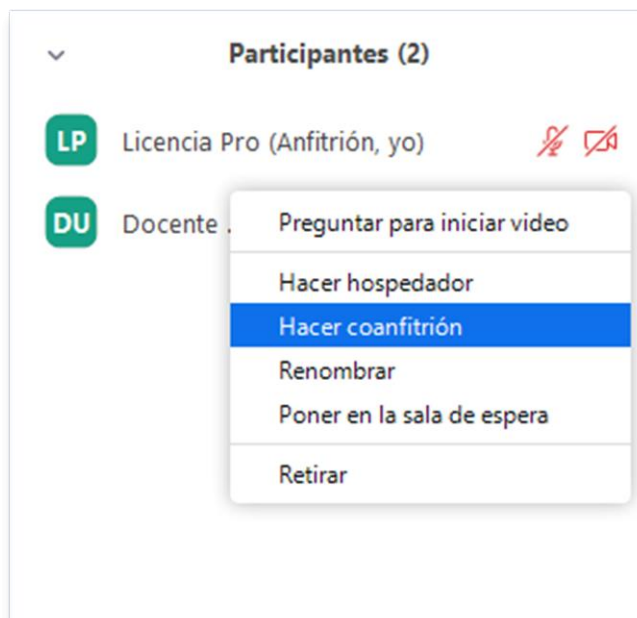 Participantes (2)
LP Licencia Pro (Anfitrión, yo)
DU Docente .
Preguntar para iniciar video
Hacer hospedador
Hacer coanfitrión
Renombrar
Poner en la sala de espera
Retirar